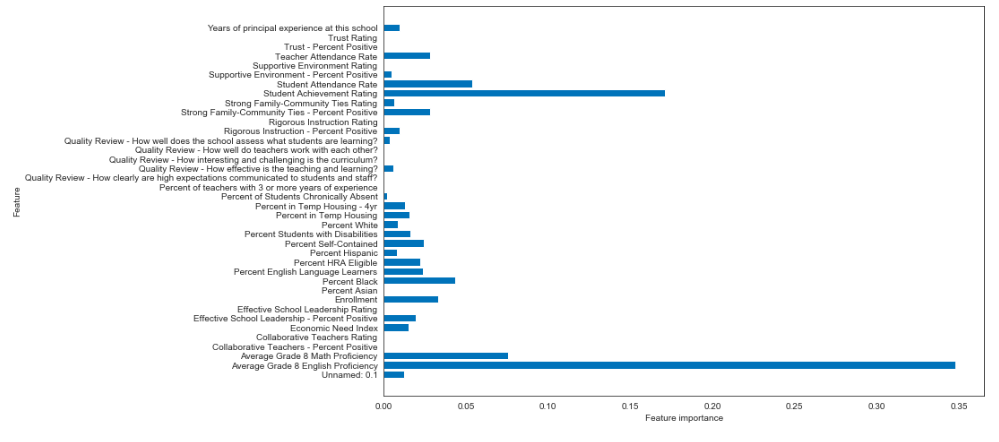 Years of principal experience at this school
Trust Rating
Trust - Percent Positive
Teacher Attendance Rate
Supportive Environment Rating
Supportive Environment - Percent Positive
Student Attendance Rate
Student Achievement Rating
Strong Family-Community Ties Rating
Strong Family-Community Ties - Percent Positive
Rigorous Instruction Rating
Rigorous Instruction - Percent Positive
Quality Review - How well does the school assess what students are learning?
Quality Review - How well do teachers work with each other?
Quality Review - How interesting and challenging is the curriculum?
Quality Review - How effective is the teaching and learning?
Quality Review - How clearly are high expectations communicated to students and staff?
Percent of teachers with 3 or more years of experience
Percent of Students Chronically Absent
Percent in Temp Housing - 4yr
Percent in Temp Housing
Percent White
Percent Students with Disabilities
Percent Self-Contained
Percent Hispanic
Percent HRA Eligible
Percent English Language Learners
Percent Black
Percent Asian
Enrollment
Effective School Leadership Rating
Effective School Leadership - Percent Positive
Economic Need Index
Collaborative Teachers Rating
Collaborative Teachers - Percent Positive
Average Grade 8 Math Proficiency
Average Grade 8 English Proficiency
Unnamed: 0.1
Feature
0.00 0.05 0.10 0.15 0.20 0.25 0.30 0.35
Feature importance